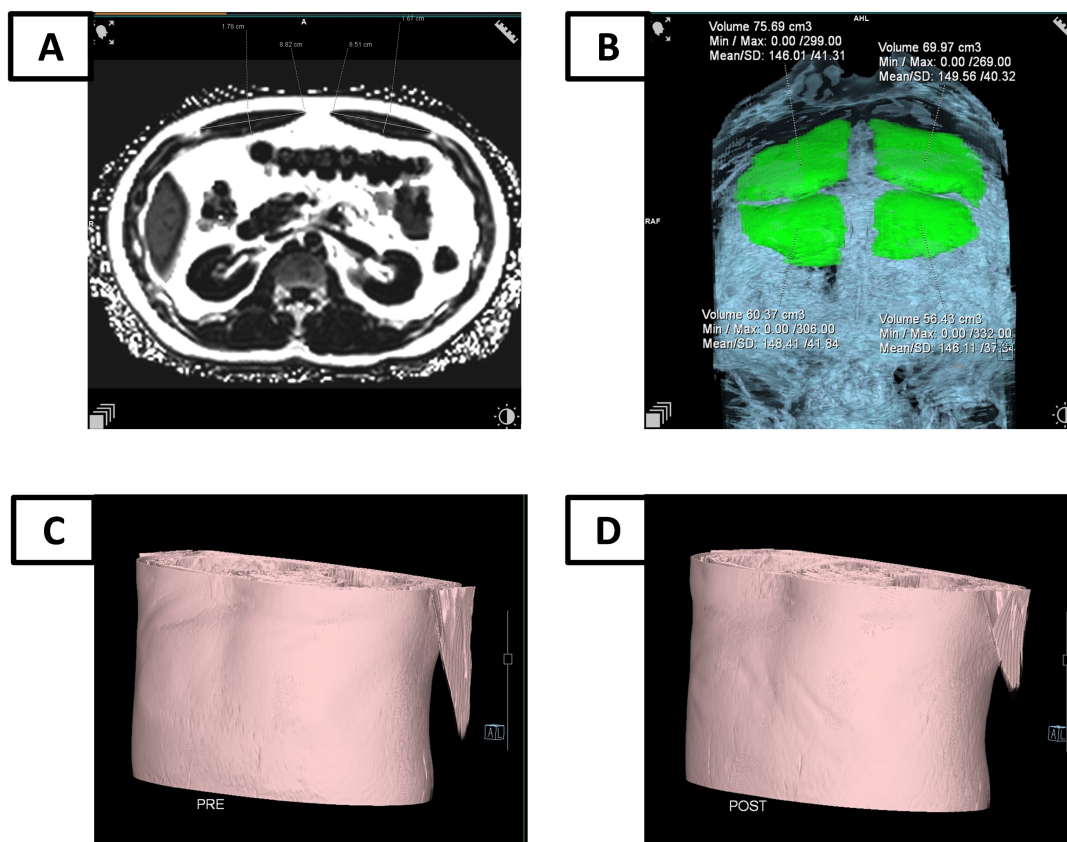 A
A
1.78 cm
1.67 cm
8.82 cm
8.51 cm
R
B
AHL
Volume 75.69 cm3
Min / Max: 0.00 /299.00
Mean/SD: 146.01 /41.31
Volume 69.97 cm3
Min / Max: 0.00 /269.00
Mean/SD: 149.56 /40.32
RAF
Volume 60.37 cm3
Min / Max: 0.00 /306.00
Mean/SD: 148.41 /41.84
Volume 56.43 cm3
Min / Max: 0.00 /332.00
Mean/SD: 146.11 /37.34
C
A L
PRE
D
A L
POST